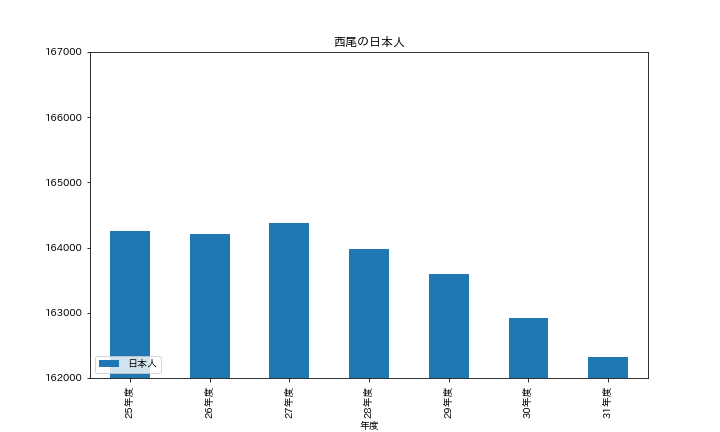 西尾の日本人
167000
166000
165000
164000
163000
162000
日本人
25年度
26年度
27年度
28年度
29年度
30年度
31年度
年度